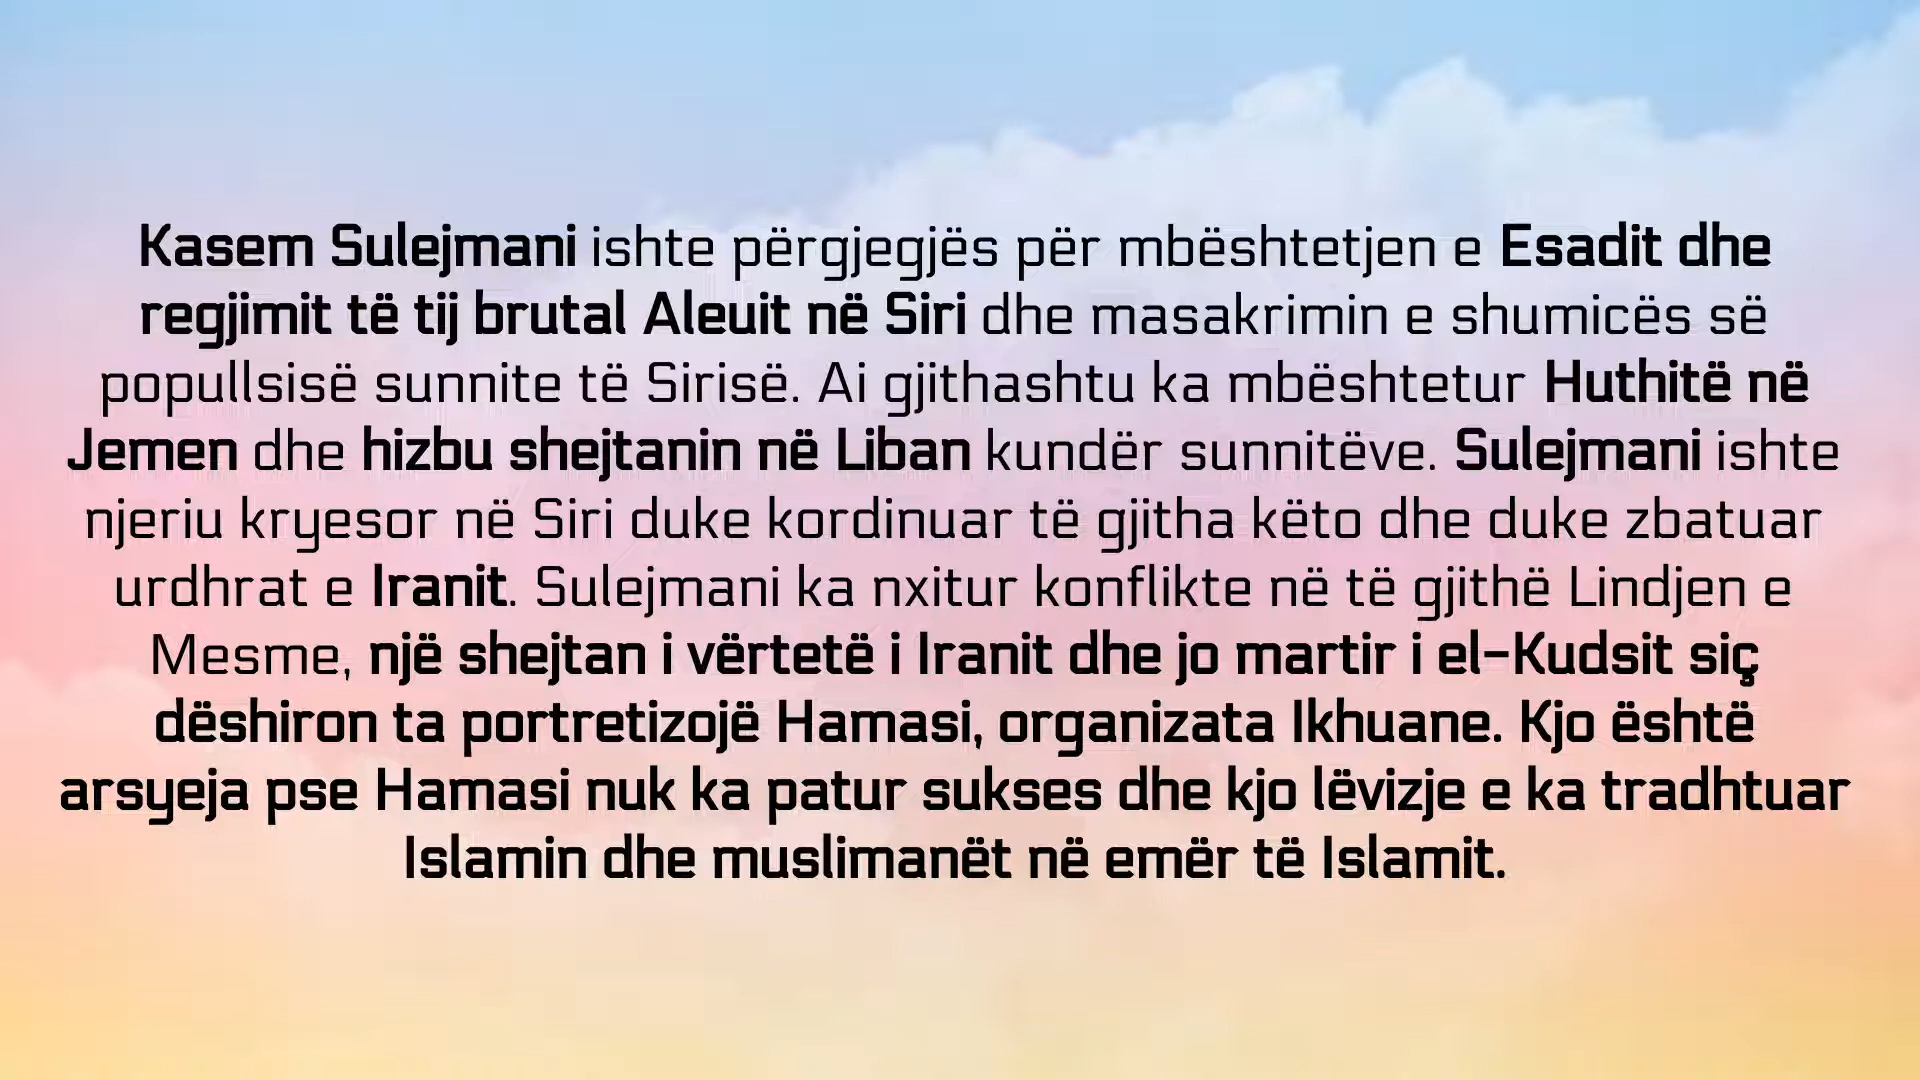 Kasem Sulejmani ishte përgjegjës për mbështetjen e Esadit dhe
regjimit të tij brutal Aleuit në Siri dhe masakrimin e shumicës së
popullsisë sunnite të Sirisë. Ai gjithashtu ka mbështetur Huthitë në
Jemen dhe hizbu shejtanin në Liban kundër sunnitëve. Sulejmani ishte
njeriu kryesor në Siri duke kordinuar të gjitha këto dhe duke zbatuar
urdhrat e Iranit. Sulejmani ka nxitur konflikte në të gjithë Lindjen e
Mesme, një shejtan i vërtetë i Iranit dhe jo martir i el-Kudsit siç
dëshiron ta portretizojë Hamasi, organizata Ikhuane. Kjo është
arsyeja pse Hamasi nuk ka patur sukses dhe kjo lëvizje e ka tradhtuar
Islamin dhe muslimanët në emër të Islamit.